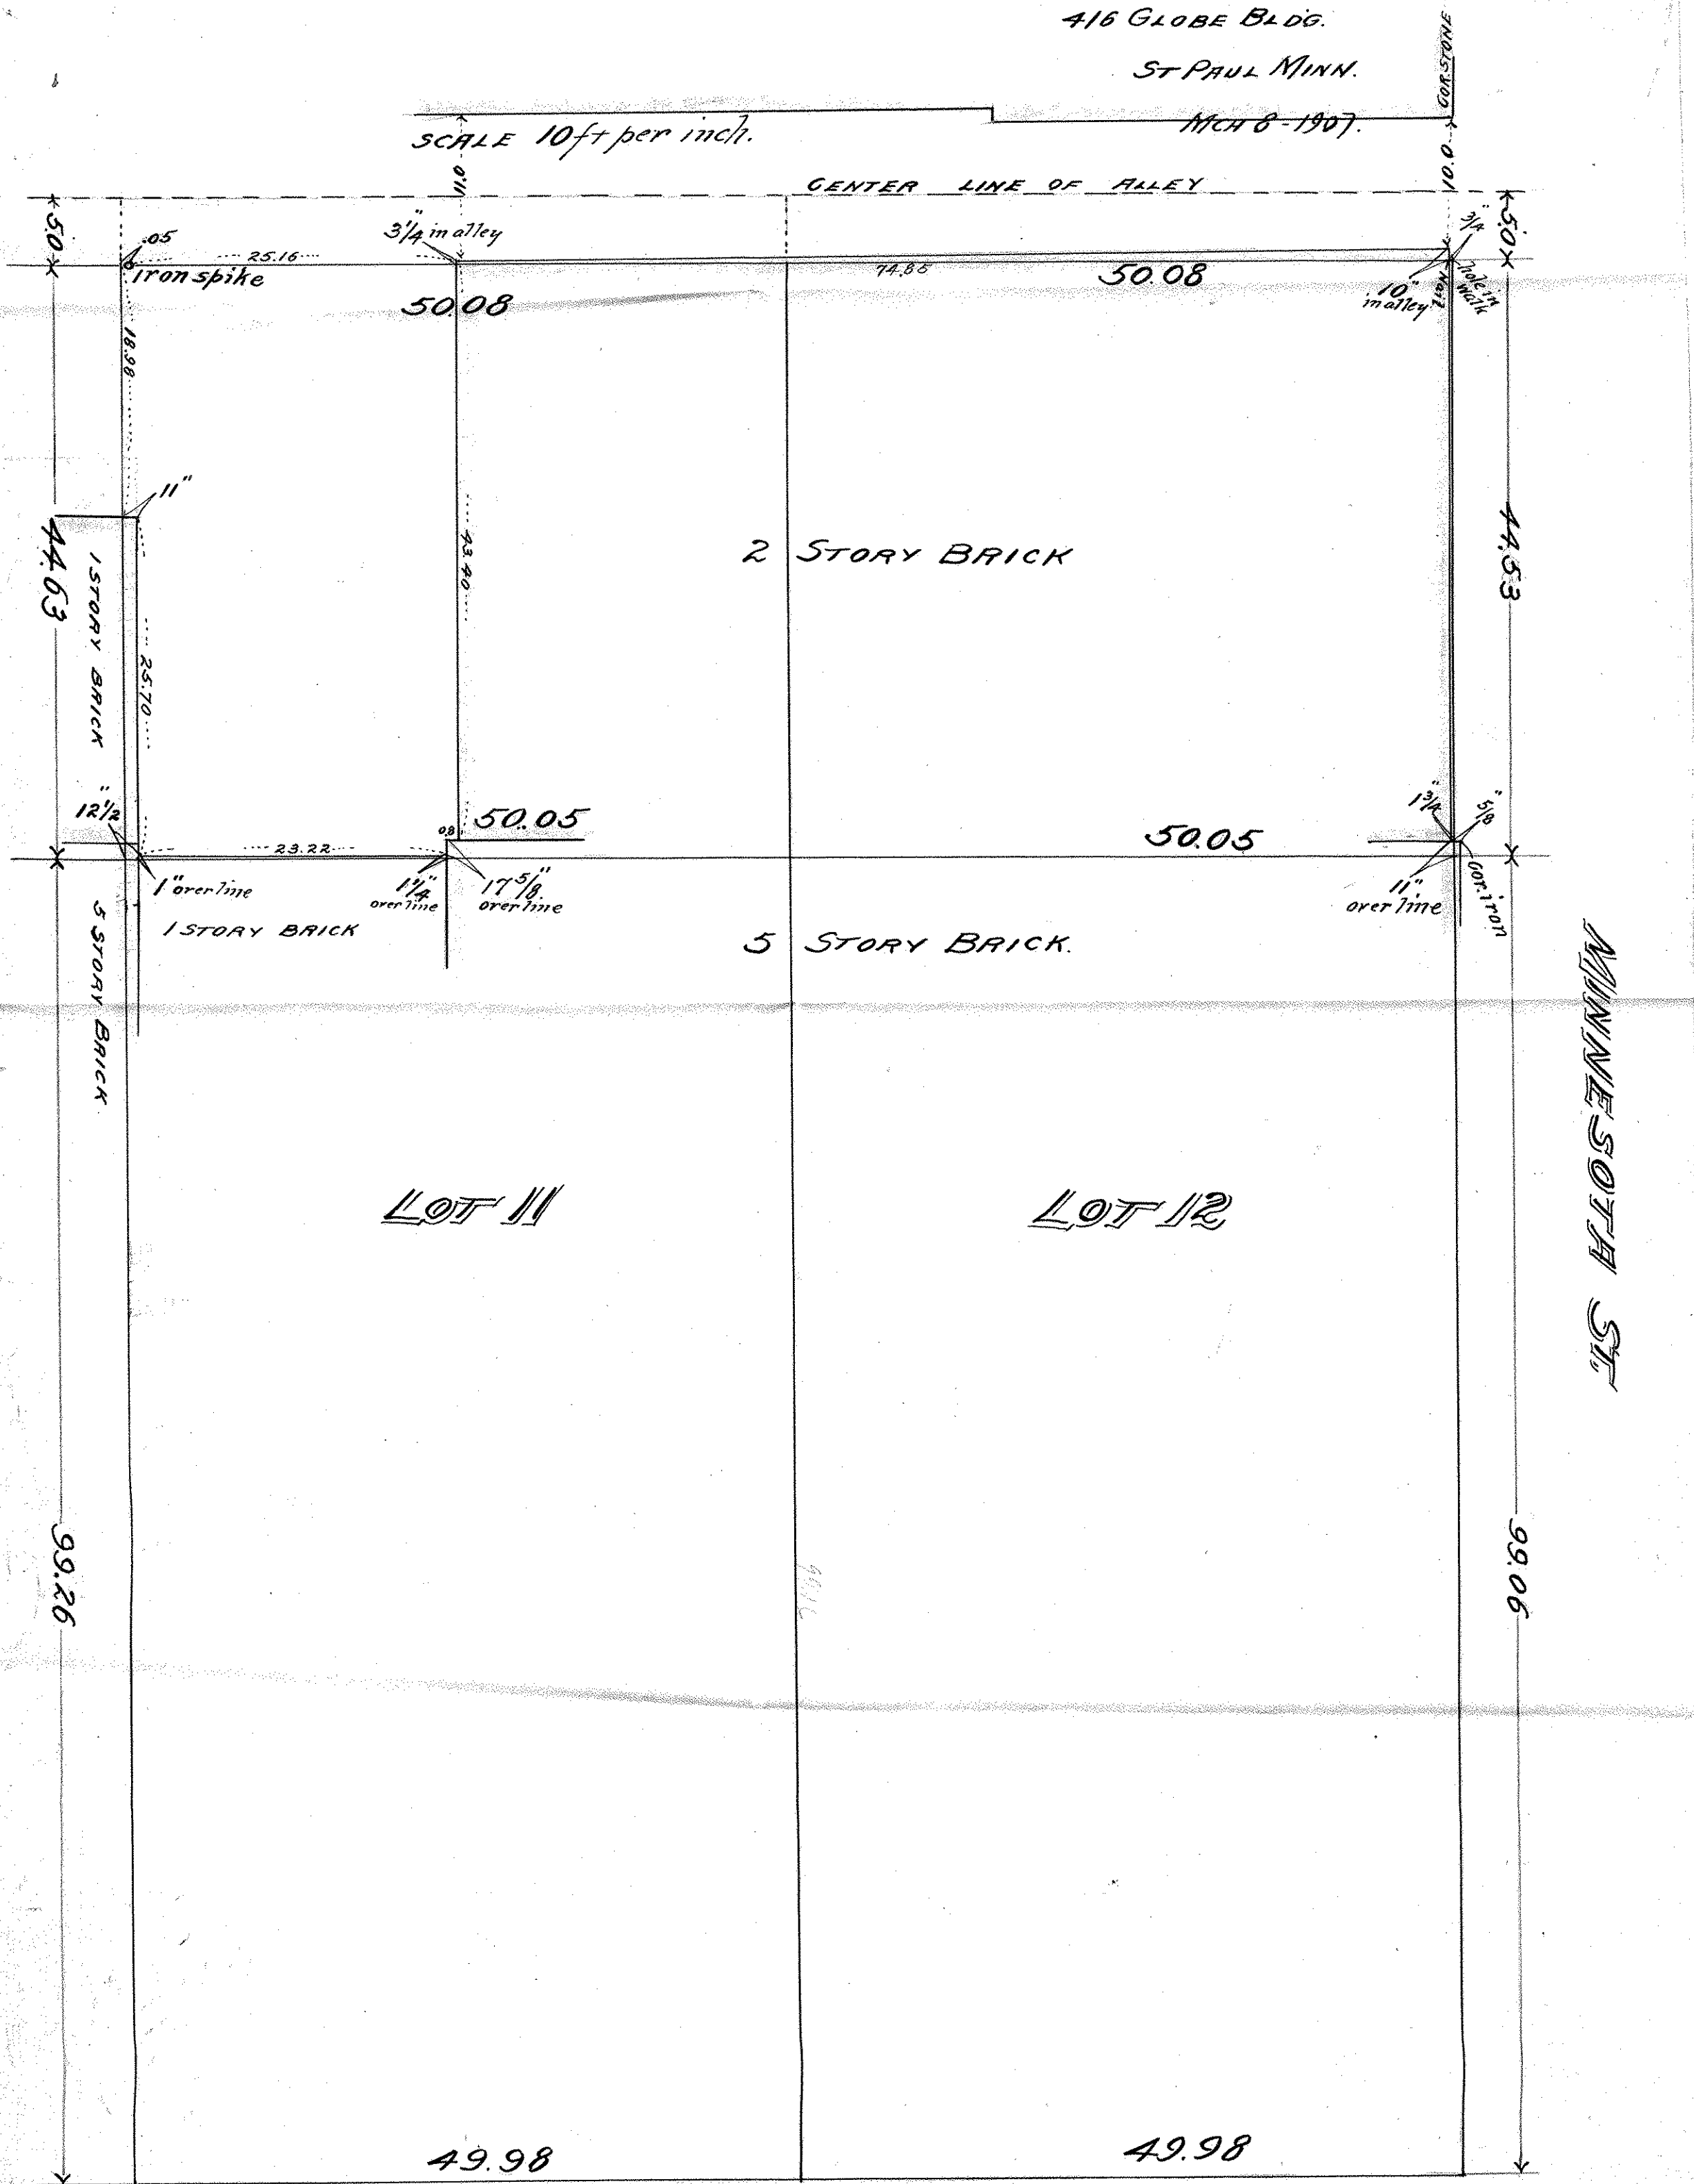 416 GLOBE BLDG.
ST PAUL MINN.
COR. STONE
SCALE 10ft per inch.
MCH 8-1907.
11.0
10.0
CENTER LINE OF ALLEY
5.0
.05
25.16
3 1/4" in alley
3/4"
5.0
iron spike
74.85
50.08
50.08
10" in alley
Nail
hole in walk
18.98
11"
44.63
1 STORY BRICK
25.70
43.40
2 STORY BRICK
44.53
12 1/2"
0.8
50.05
50.05
1 3/4"
5/8"
23.22
1" over line
1 1/4" over line
17 5/8" over line
11" over line
cor. iron
1 STORY BRICK
5 STORY BRICK
5 STORY BRICK.
MINNESOTA ST.
LOT 11
LOT 12
99.26
99.06
49.98
49.98